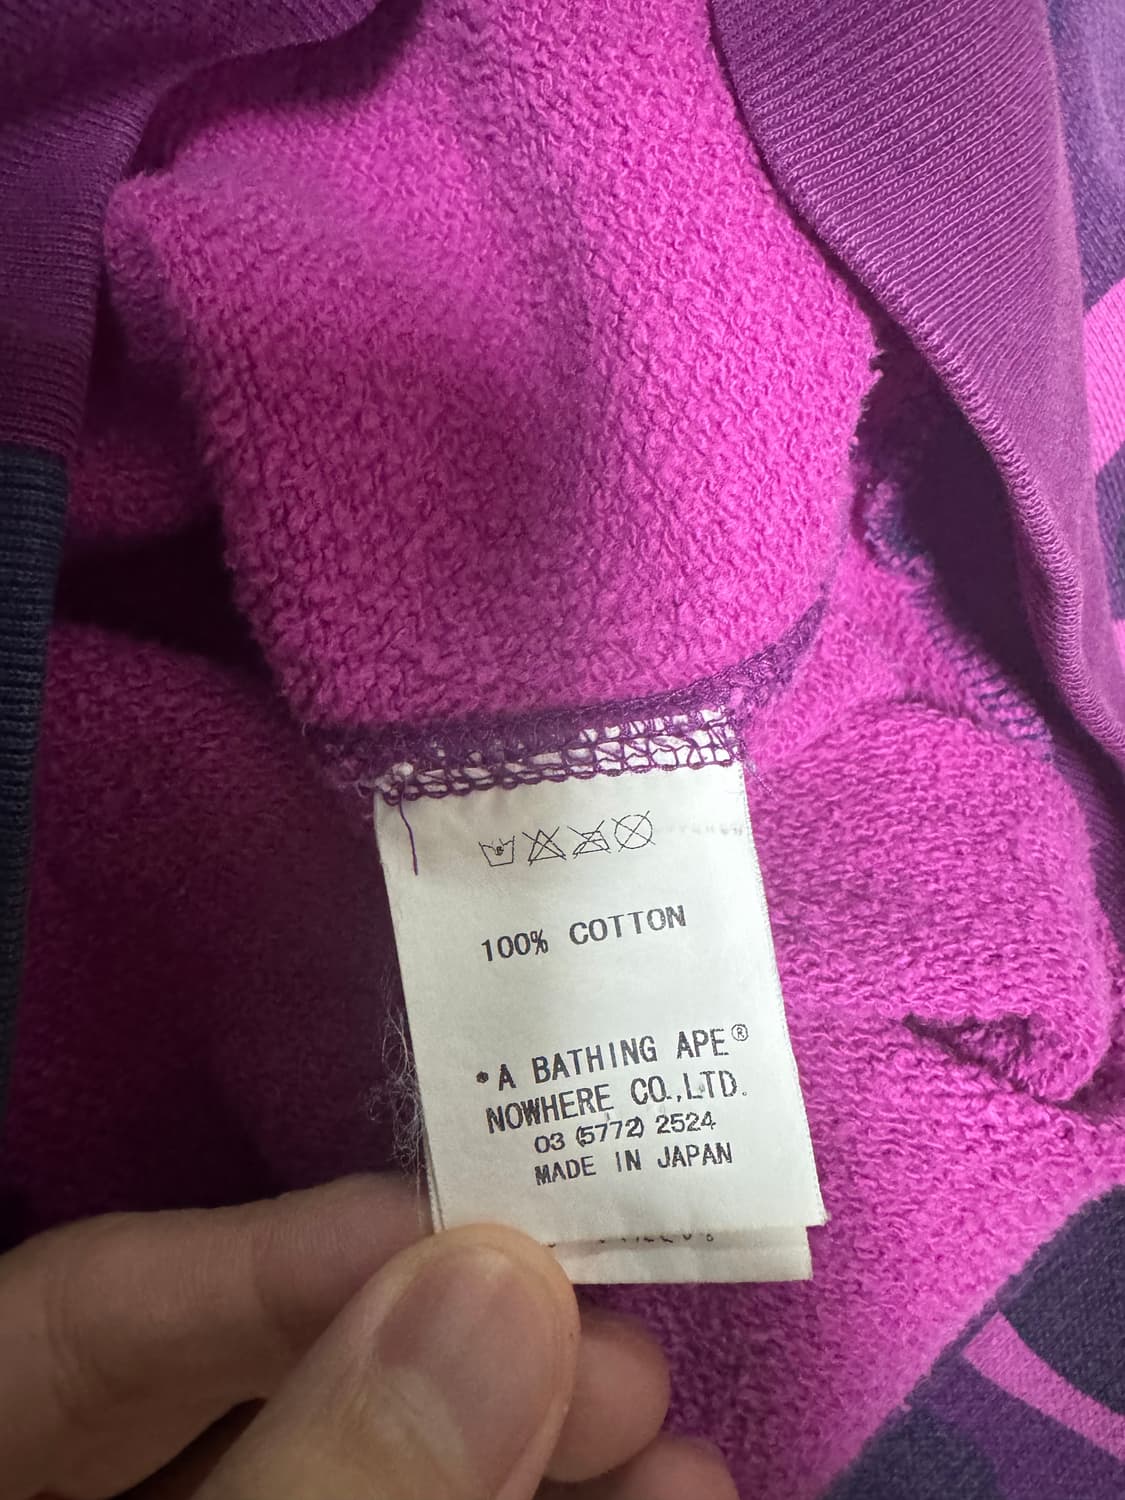 100% COTTON
•A BATHING APE®
NOWHERE CO.,LTD.
03 (5772) 2524
MADE IN JAPAN